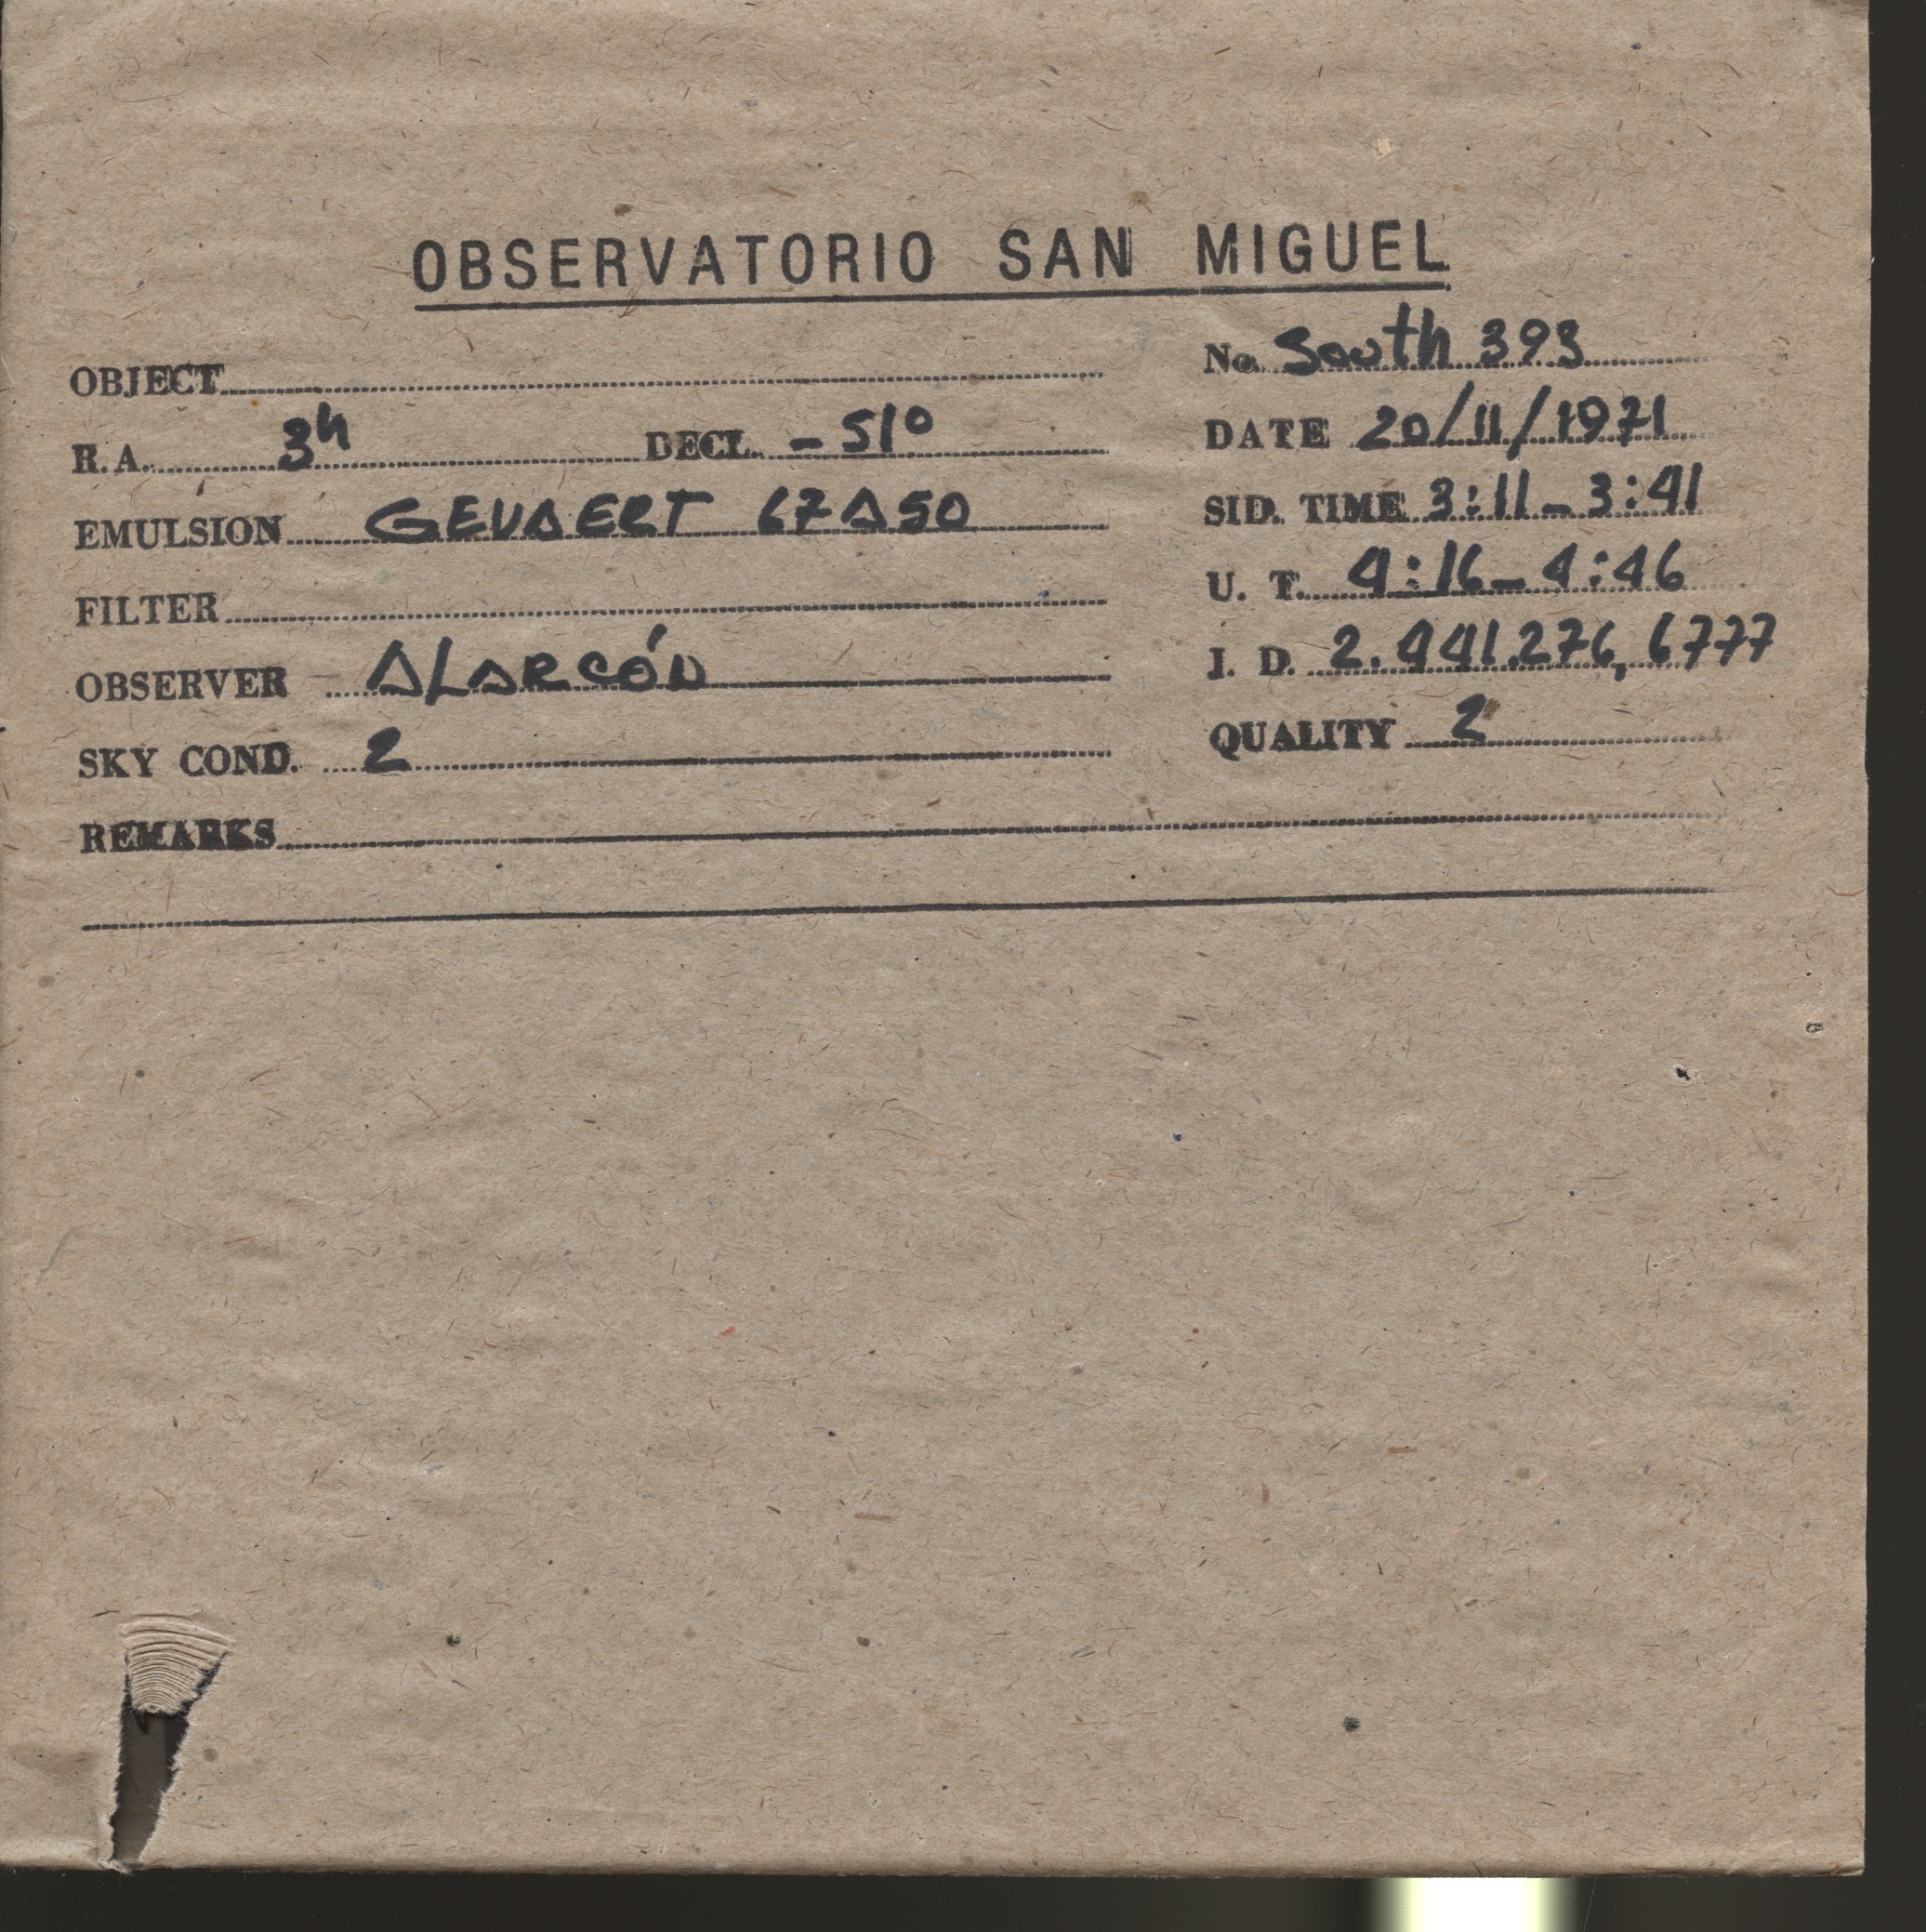 OBSERVATORIO SAN MIGUEL
OBJECT
No. South 393
R.A. 3h DECL. - 51°
DATE 20/11/1971
EMULSION GEVAERT 67A50
SID. TIME 3:11 - 3:41
FILTER
U. T. 4:16 - 4:46
OBSERVER ALARCÓN
J. D. 2.441.276,6777
SKY COND. 2
QUALITY 2
REMARKS